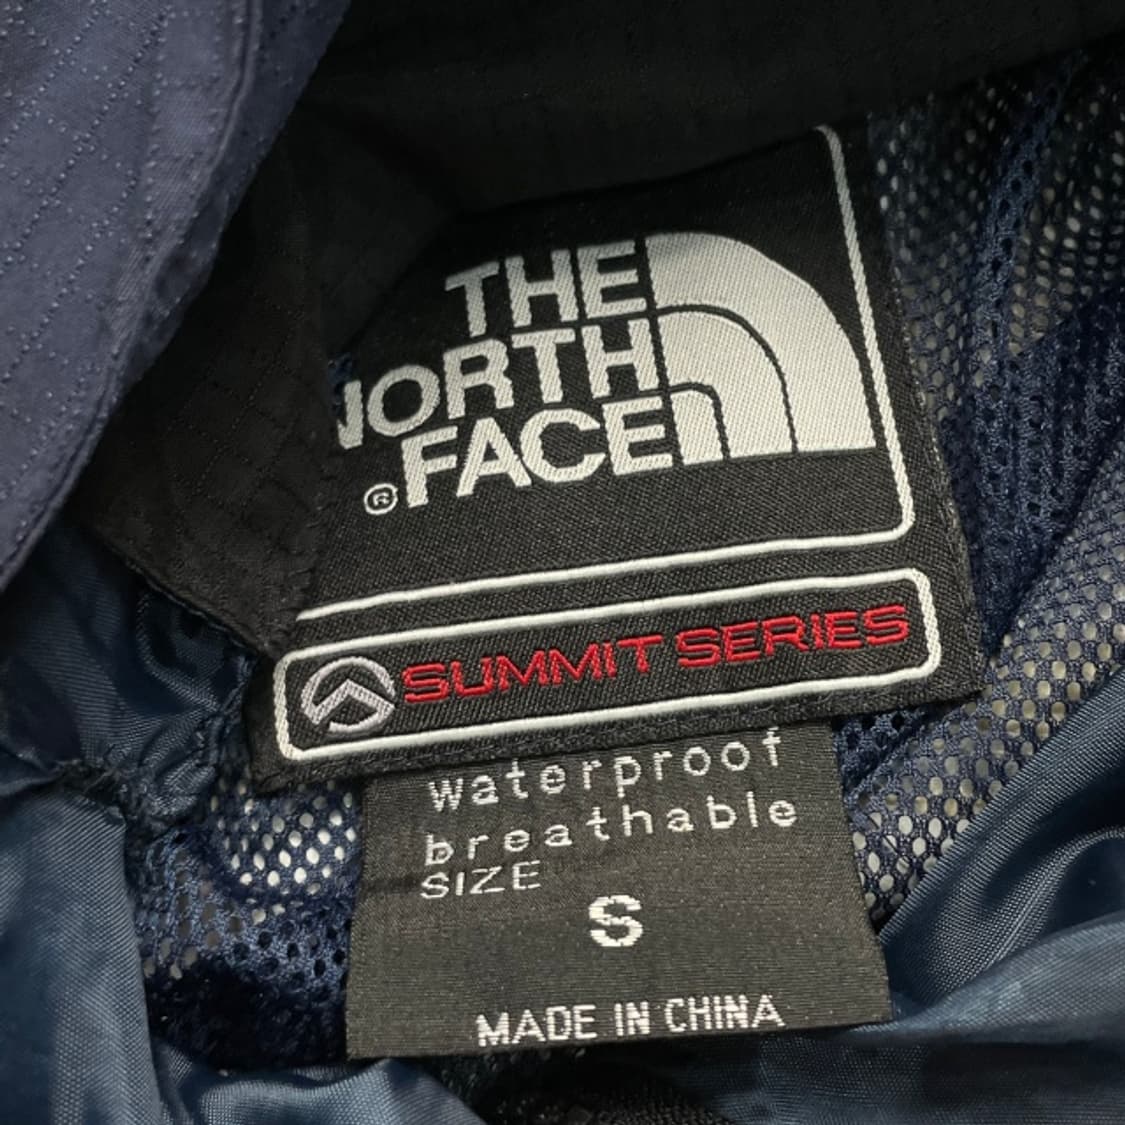 THE
NORTH
FACE
®
SUMMIT SERIES
waterproof
breathable
SIZE
S
MADE IN CHINA